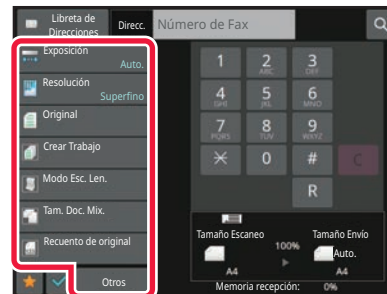 Libreta de
Direcciones
Direcc.
Número de Fax
Exposición
Auto.
Resolución
Superfino
Original
Crear Trabajo
Modo Esc. Len.
Tam. Doc. Mix.
Recuento de original
Otros
1
2
ABC
3
DEF
4
GHI
5
JKL
6
MNO
7
PQRS
8
TUV
9
WXYZ
0
#
C
R
Tamaño Escaneo
100%
Tamaño Envío
Auto.
A4
A4
Memoria recepción:
0%